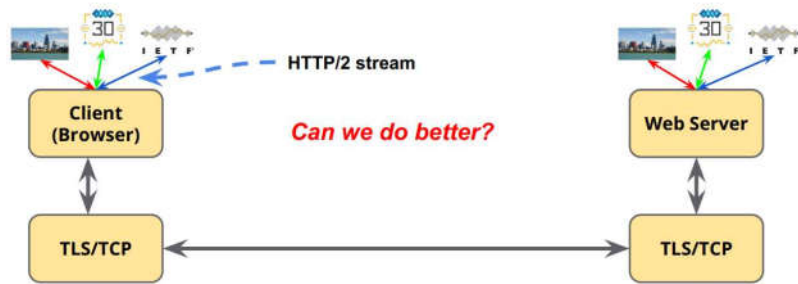 30
I E T F
30
I E T F
HTTP/2 stream
Client
(Browser)
Can we do better?
Web Server
TLS/TCP
TLS/TCP